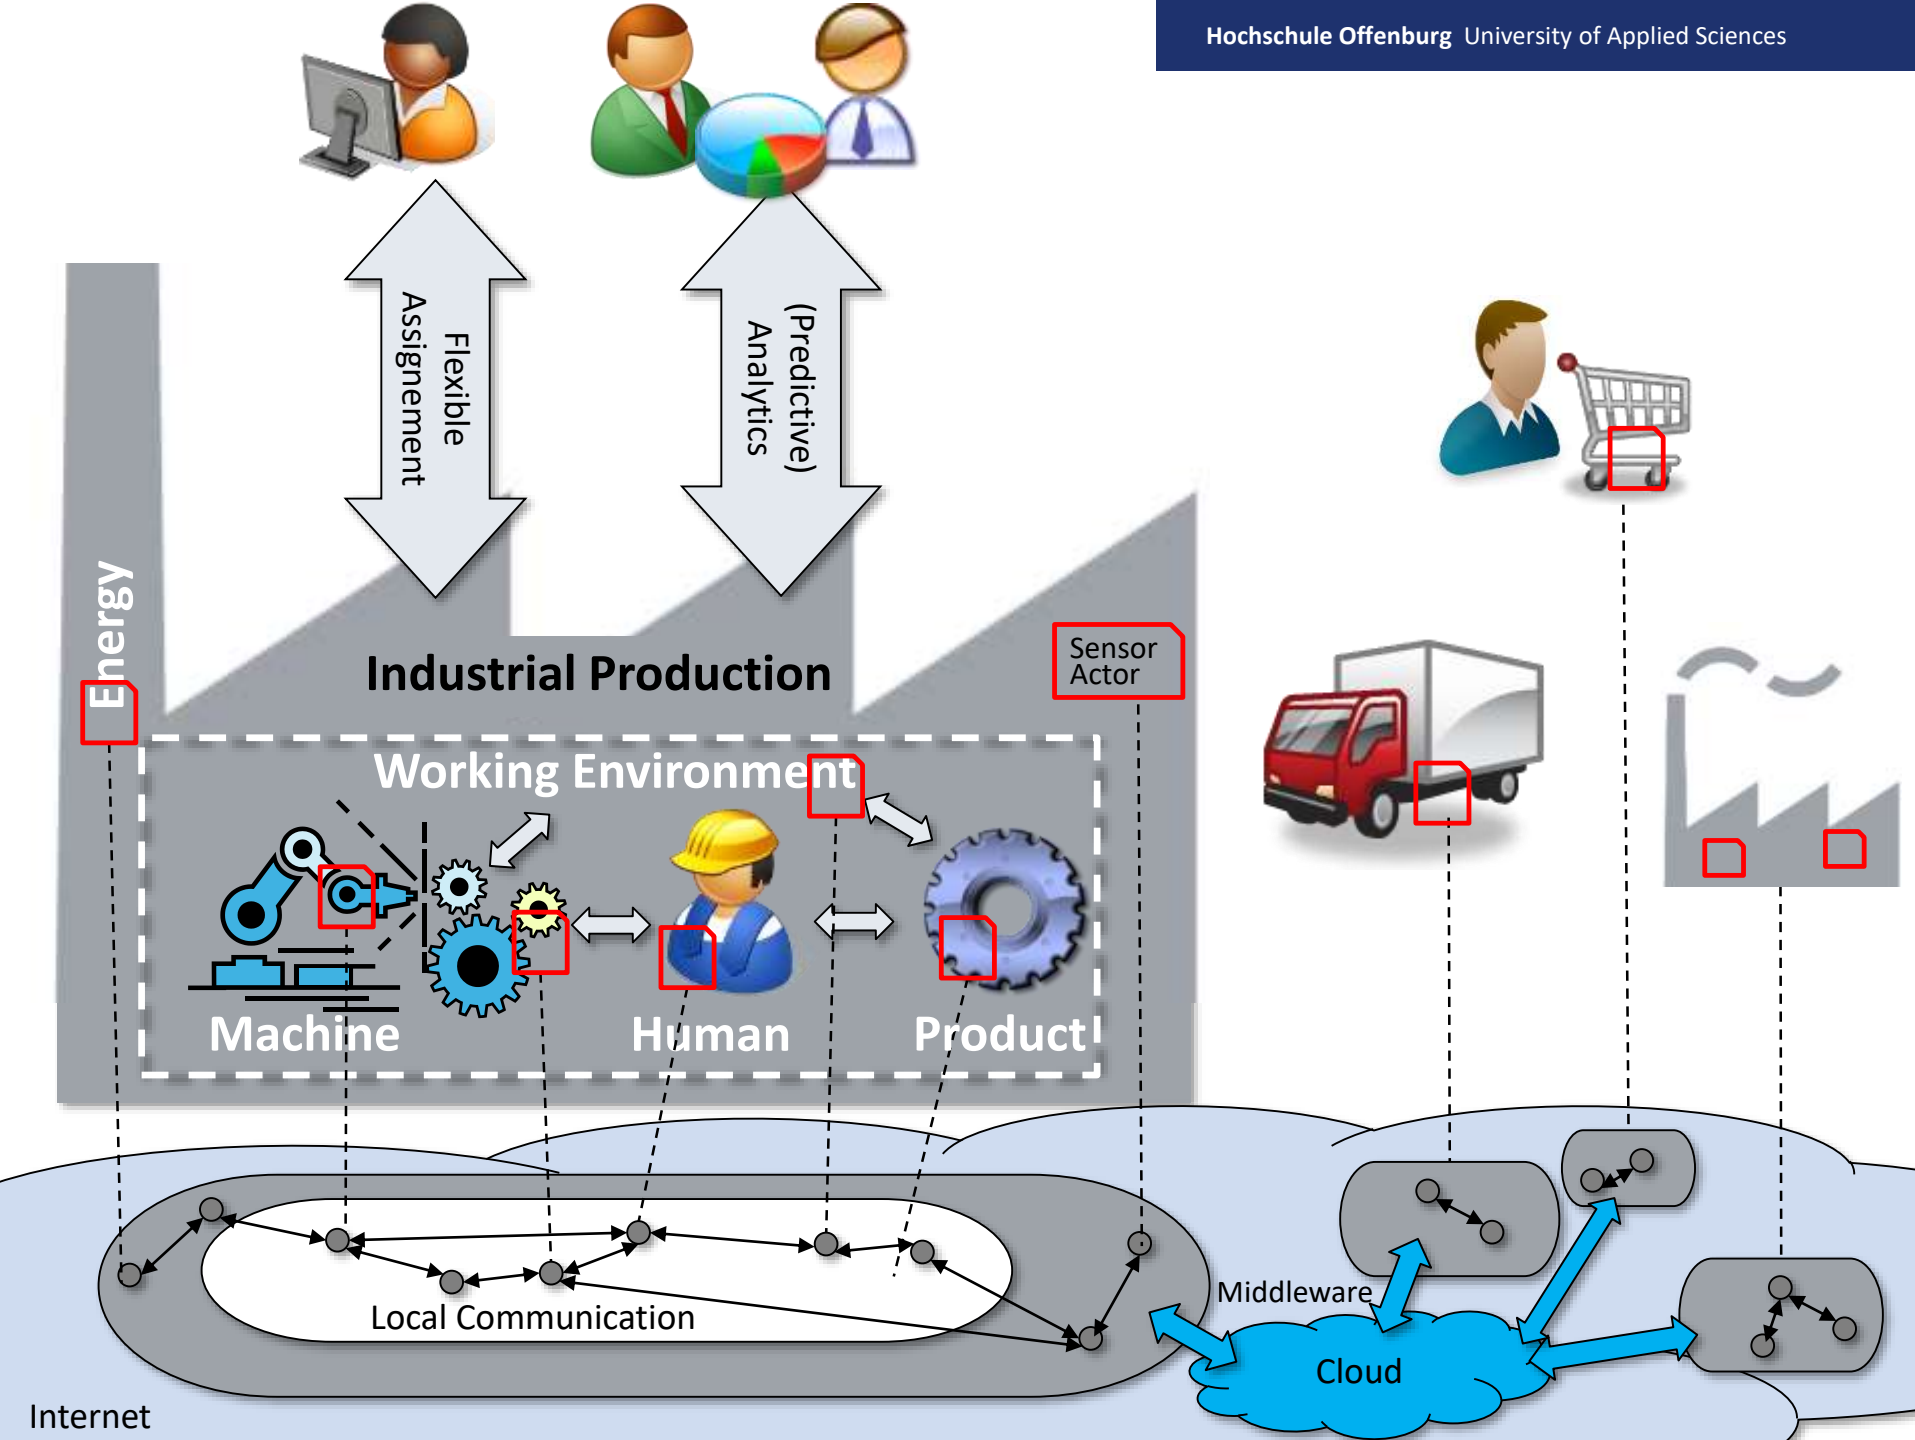 Hochschule Offenburg University of Applied Sciences
Flexible
Assignement
(Predictive)
Analytics
Energy
Industrial Production
Sensor
Actor
Working Environment
Machine
Human
Product
Local Communication
Middleware
Cloud
Internet